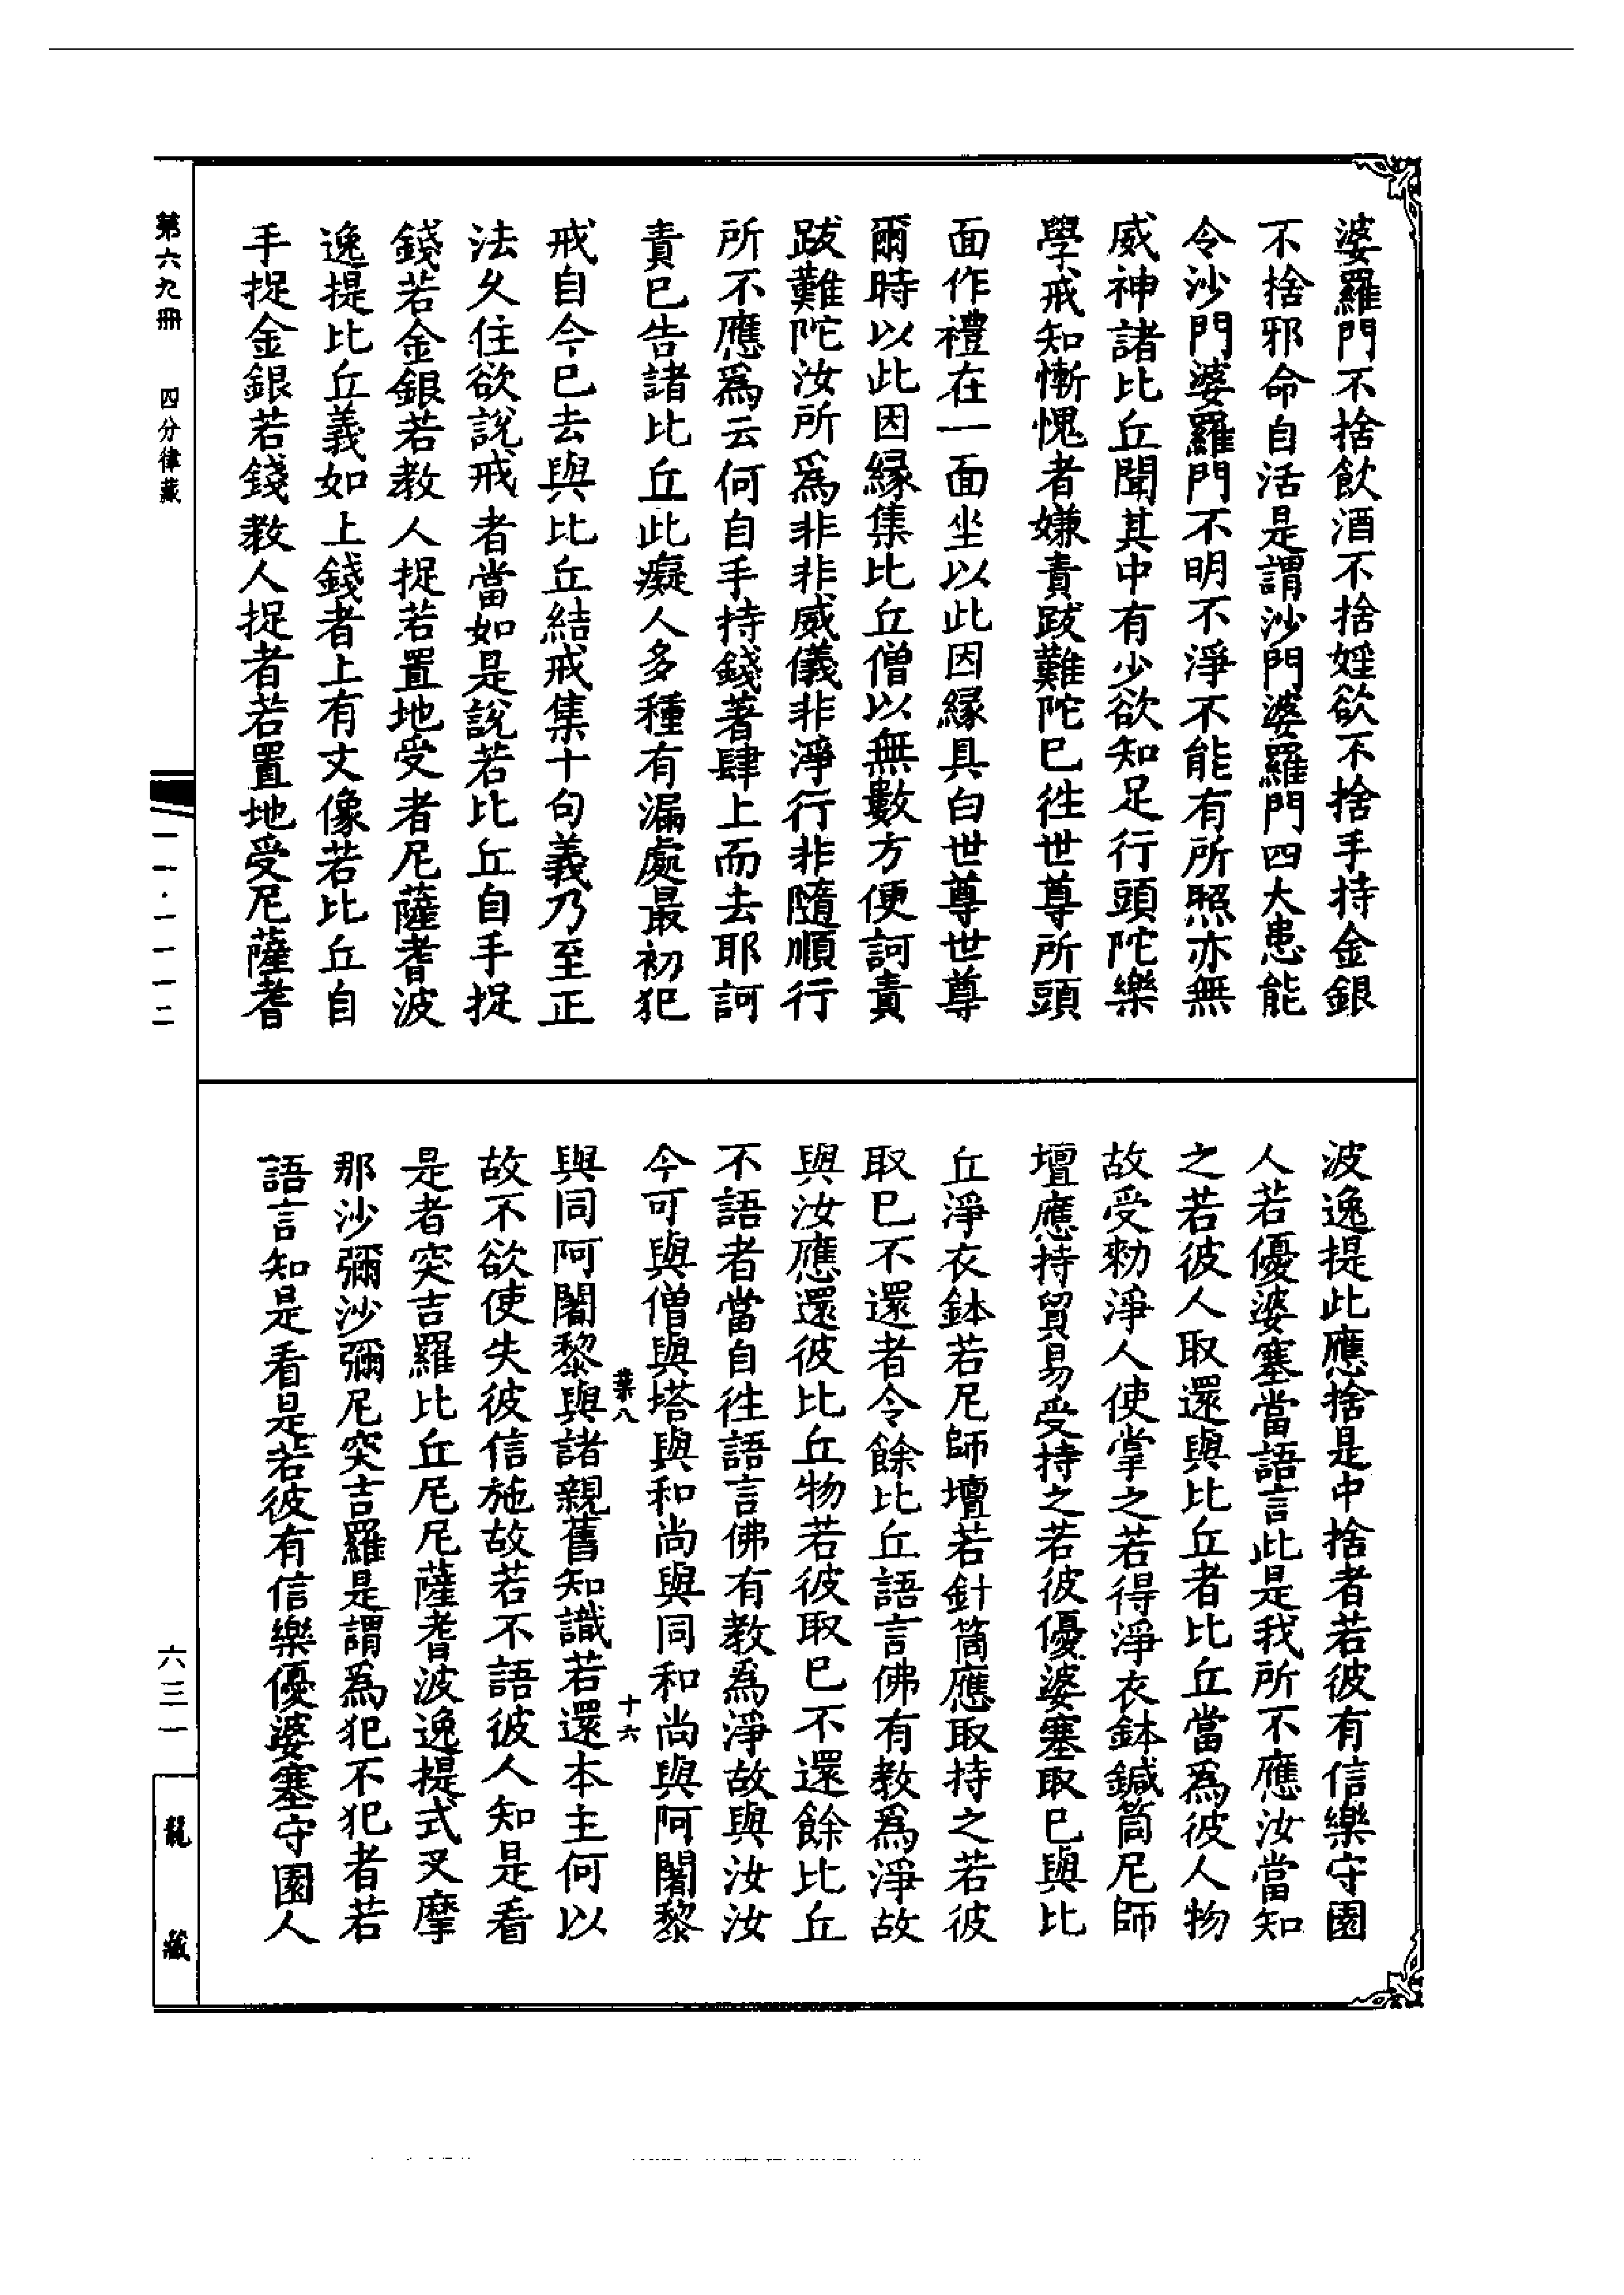 婆羅門不捨飲酒不捨婬欲不捨手持金銀
不捨邪命自活是謂沙門婆羅門四大患能
令沙門婆羅門不明不淨不能有所照亦無
威神諸比丘聞其中有少欲知足行頭陀樂
學戒知慚愧者嫌責跋難陀已往世尊所頭
面作禮在一面坐以此因緣具白世尊世尊
爾時以此因緣集比丘僧以無數方便訶責
跋難陀汝所爲非非威儀非淨行非隨順行
所不應爲云何自手持錢著肆上而去耶訶
責已告諸比丘此癡人多種有漏處最初犯
戒自今已去與比丘結戒集十句義乃至正
法久住欲說戒者當如是說若比丘自手捉
錢若金銀若教人捉若置地受者尼薩耆波
逸提比丘義如上錢者上有文像若比丘自
手捉金銀若錢教人捉者若置地受尼薩耆
波逸提此應捨是中捨者若彼有信樂守園
人若優婆塞當語言此是我所不應汝當知
之若彼人取還與比丘者比丘當爲彼人物
故受勑淨人使掌之若得淨衣鉢鍼筒尼師
壇應持貿易受持之若彼優婆塞取已與比
丘淨衣鉢若尼師壇若針筒應取持之若彼
取已不還者令餘比丘語言佛有教爲淨故
與汝應還彼比丘物若彼取已不還餘比丘
不語者當自往語言佛有教爲淨故與汝汝
今可與僧與塔與和尚與同和尚與阿闍黎
葉八 十六
與同阿闍黎與諸親舊知識若還本主何以
故不欲使失彼信施故若不語彼人知是看
是者突吉羅比丘尼尼薩耆波逸提式叉摩
那沙彌沙彌尼突吉羅是謂爲犯不犯者若
語言知是看是若彼有信樂優婆塞守園人
第六九冊 四分律藏
一一·一一一二
六三一
龍藏